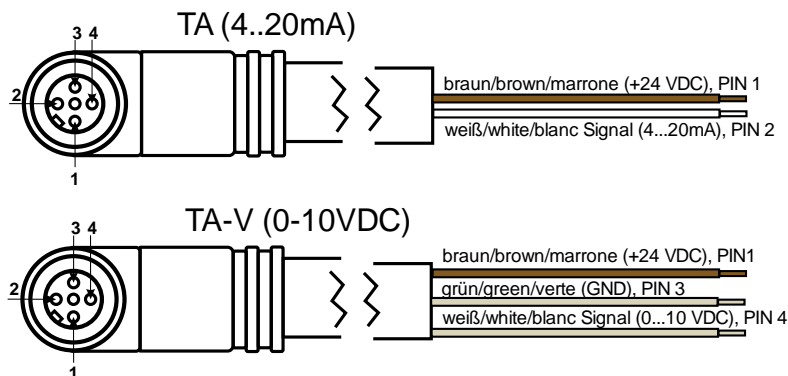 TA (4..20mA)
3 4
2
1
braun/brown/marrone (+24 VDC), PIN 1
weiß/white/blanc Signal (4...20mA), PIN 2
TA-V (0-10VDC)
3 4
2
1
braun/brown/marrone (+24 VDC), PIN1
grün/green/verte (GND), PIN 3
weiß/white/blanc Signal (0...10 VDC), PIN 4